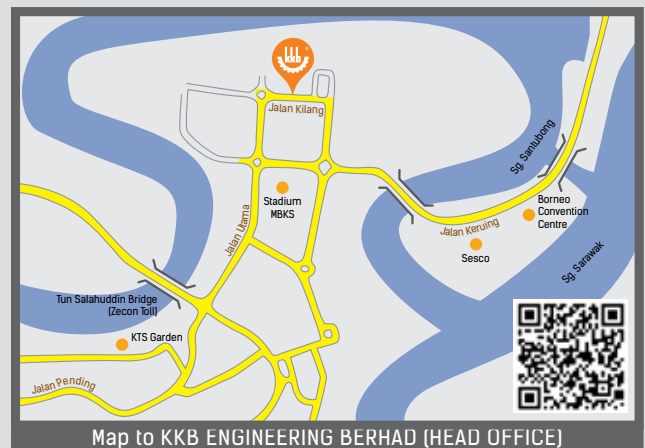 kkb
Jalan Kilang
Stadium
MBKS
Jalan Utama
Sg. Santubong
Borneo
Convention
Centre
Jalan Keruing
Sesco
Sg. Sarawak
Tun Salahuddin Bridge
(Zecon Toll)
KTS Garden
Jalan Pending
Map to KKB ENGINEERING BERHAD (HEAD OFFICE)